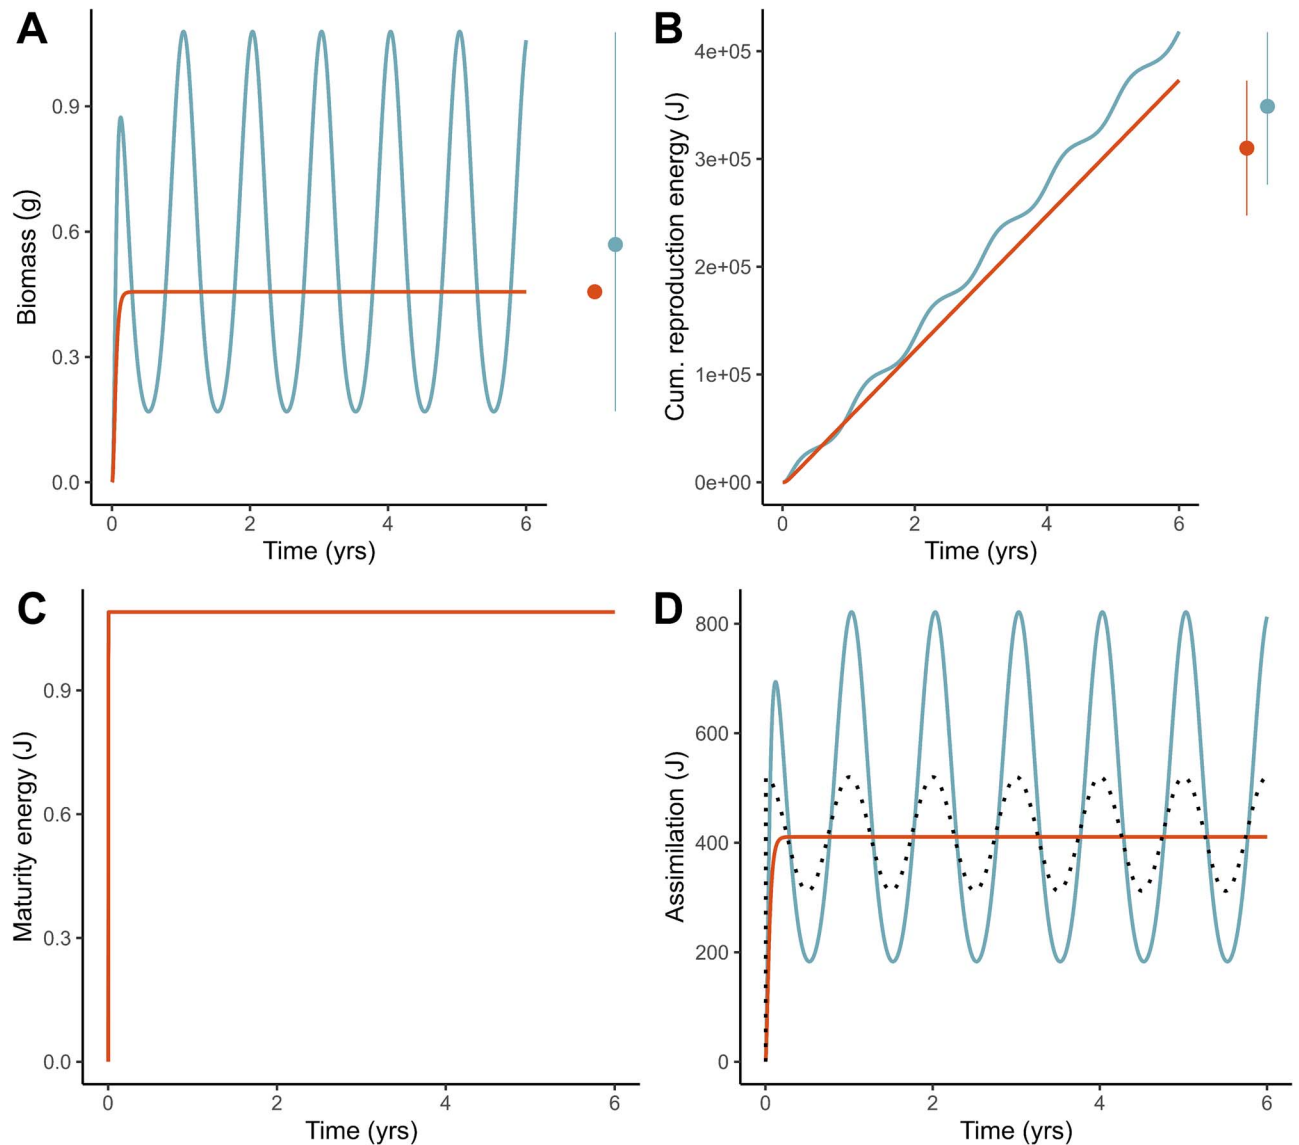 A
Biomass (g)
0.9
0.6
0.3
0.0
0 2 4 6
Time (yrs)
B
Cum. reproduction energy (J)
4e+05
3e+05
2e+05
1e+05
0e+00
0 2 4 6
Time (yrs)
C
Maturity energy (J)
0.9
0.6
0.3
0.0
0 2 4 6
Time (yrs)
D
Assimilation (J)
800
600
400
200
0
0 2 4 6
Time (yrs)